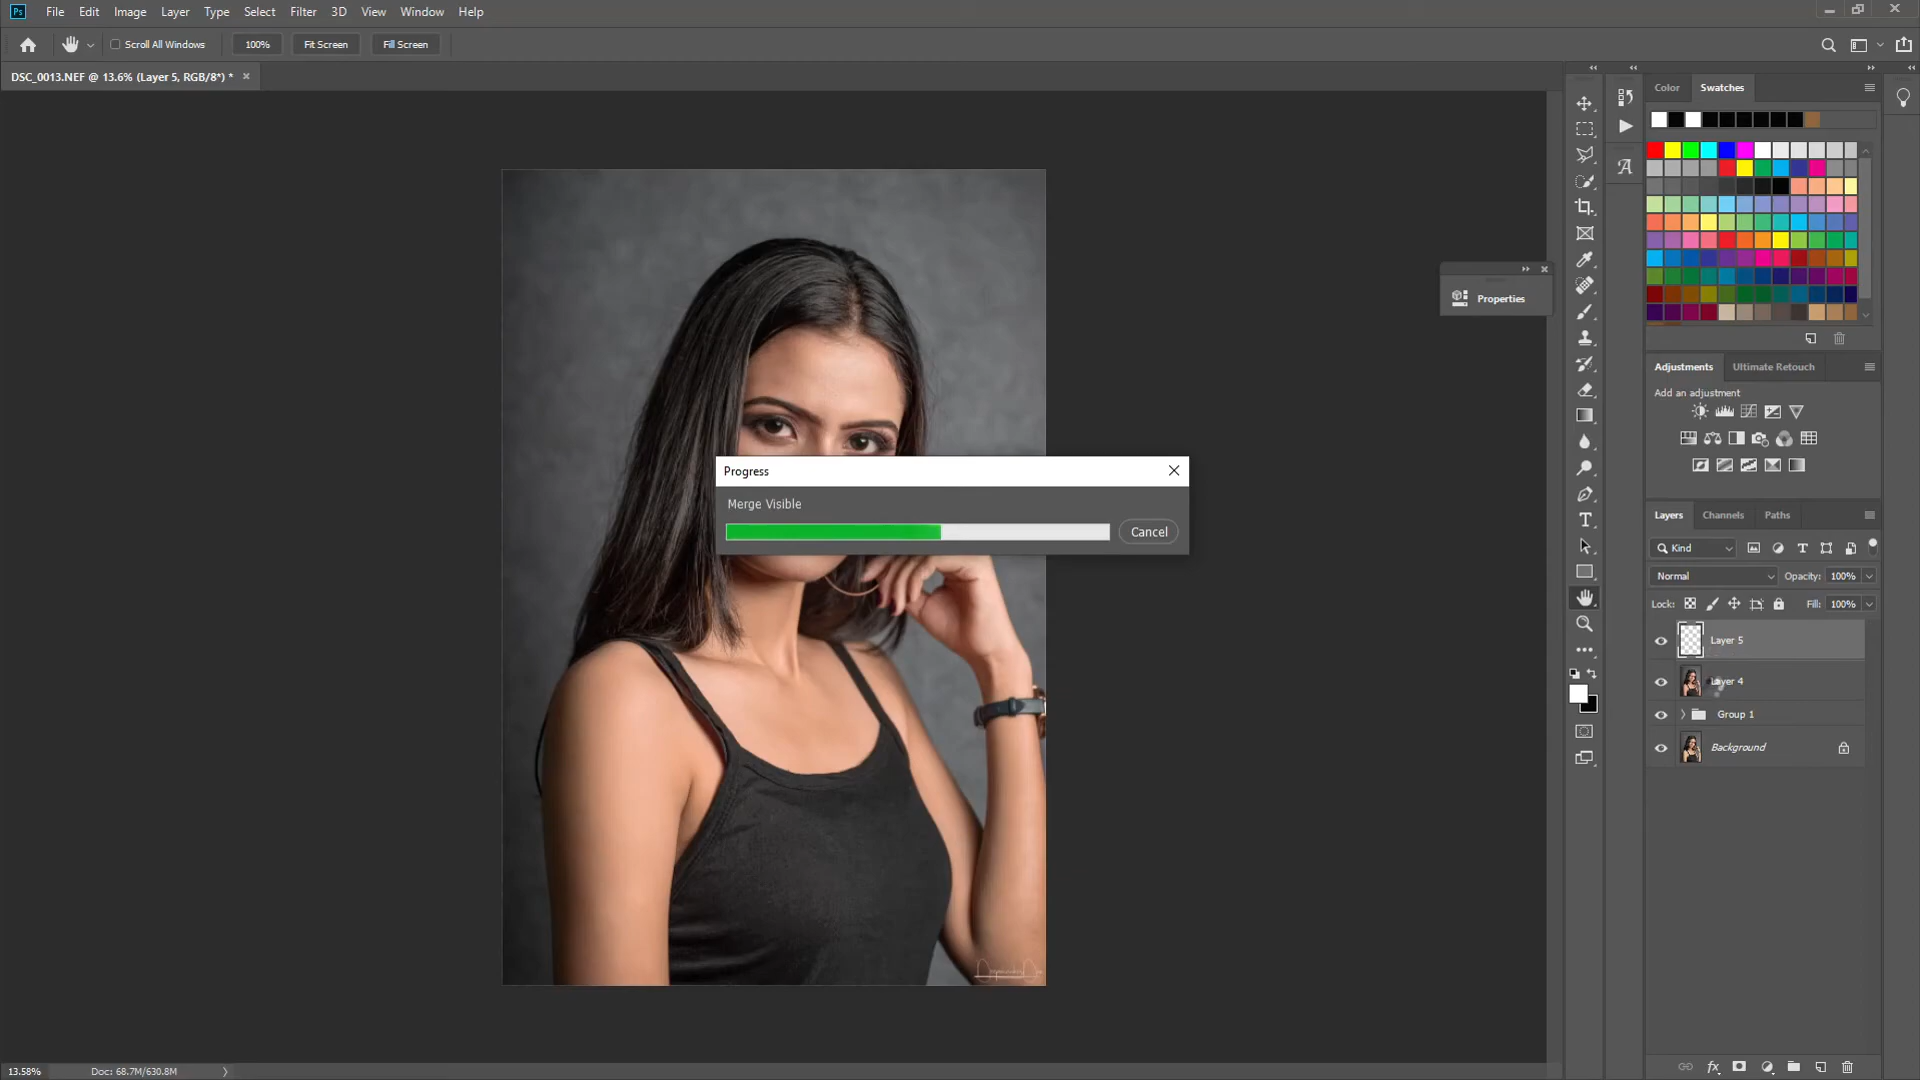 Ps File Edit Image Layer Type Select Filter 3D View Window Help
Scroll All Windows 100% Fit Screen Fill Screen
DSC_0013.NEF @ 13.6% (Layer 5, RGB/8*) *
Color Swatches
Properties
Adjustments Ultimate Retouch
Add an adjustment
Progress
Merge Visible
Cancel
Layers Channels Paths
Kind
Normal Opacity: 100%
Lock: Fill: 100%
Layer 5
Layer 4
Group 1
Background
13.58% Doc: 68.7M/630.8M